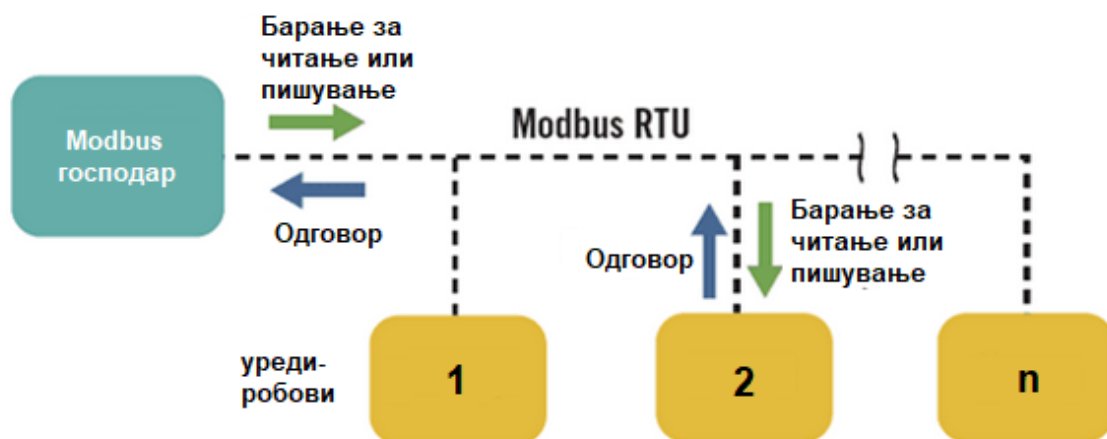 Барање за
читање или
пишување
Modbus RTU
Modbus
господар
Одговор
Барање за
читање или
пишување
Одговор
уреди-
робови
1
2
n